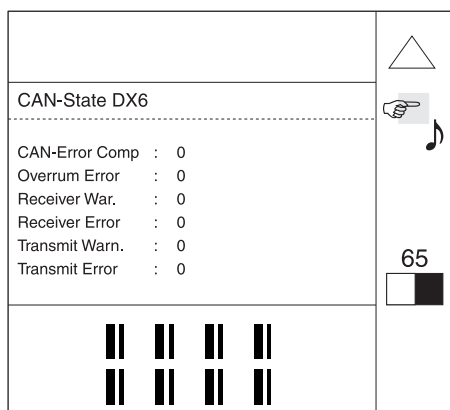 CAN-State DX6
CAN-Error Comp : 0
Overrum Error : 0
Receiver War. : 0
Receiver Error : 0
Transmit Warn. : 0
Transmit Error : 0
65